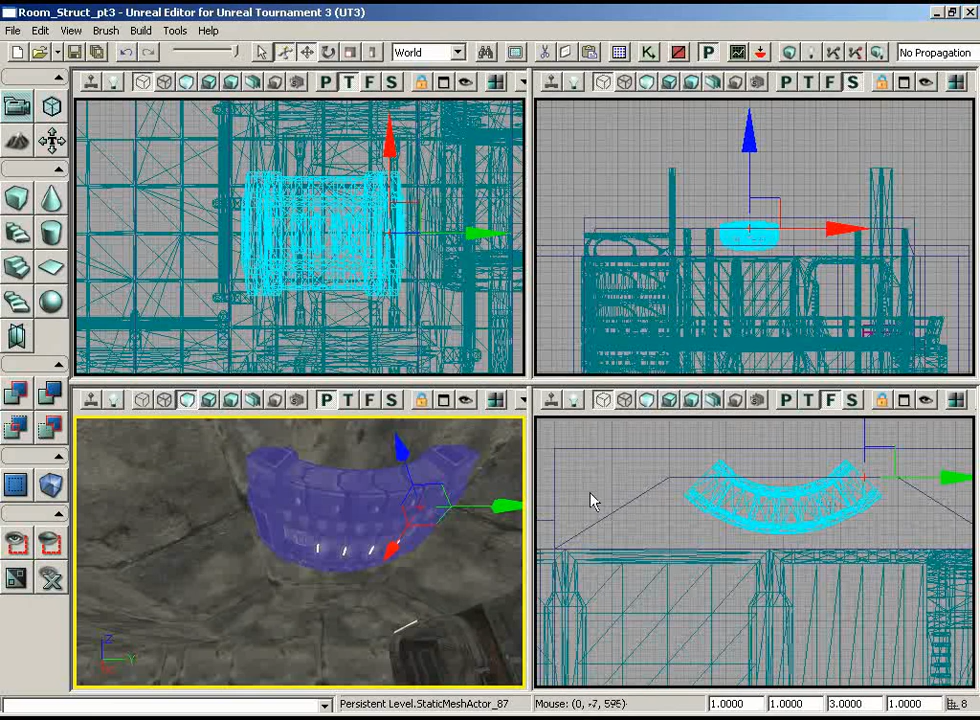 Room_Struct_pt3 - Unreal Editor for Unreal Tournament 3 (UT3)
File Edit View Brush Build Tools Help
World P No Propagation
P T F S P T F S
P T F S P T F S
Z Y
Persistent Level.StaticMeshActor_87 Mouse: (0, -7, 595) 1.0000 1.0000 3.0000 1.0000 8